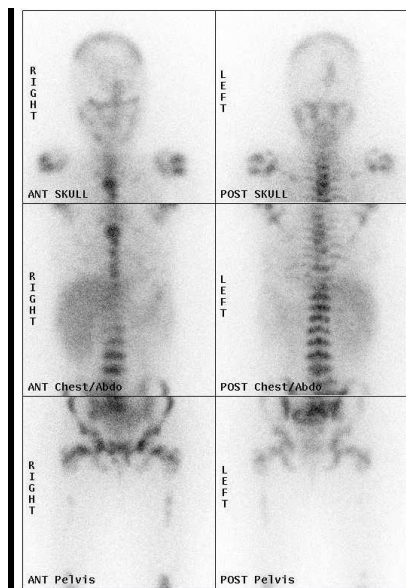 RIGHT
LEFT
ANT SKULL
POST SKULL
RIGHT
LEFT
ANT Chest/Abdo
POST Chest/Abdo
RIGHT
LEFT
ANT Pelvis
POST Pelvis